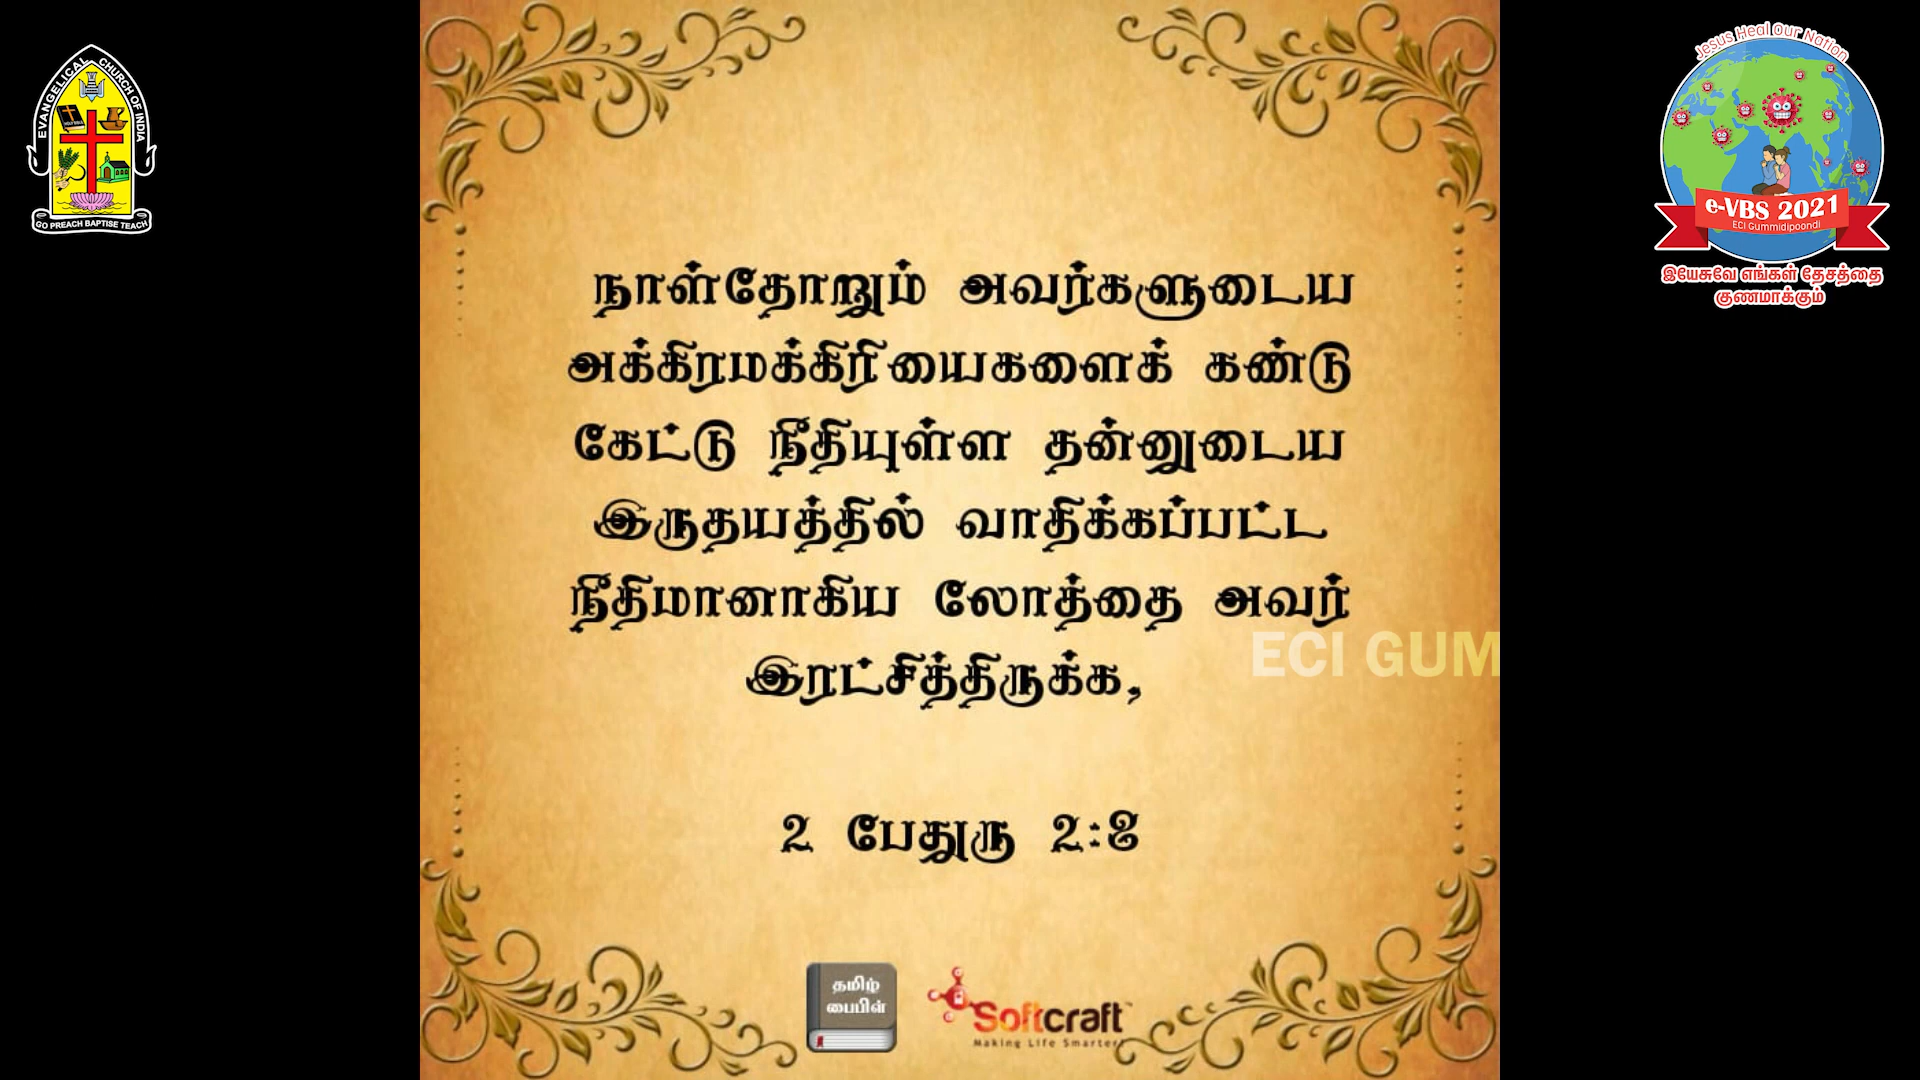 EVANGELICAL CHURCH OF INDIA
HOLY BIBLE
GO PREACH BAPTISE TEACH
Jesus Heal Our Nation
e-VBS 2021
ECI Gummidipoondi
இயேசுவே எங்கள் தேசத்தை
குணமாக்கும்
நாள்தோறும் அவர்களுடைய
அக்கிரமக்கிரியைகளைக் கண்டு
கேட்டு நீதியுள்ள தன்னுடைய
இருதயத்தில் வாதிக்கப்பட்ட
நீதிமானாகிய லோத்தை அவர்
இரட்சித்திருக்க,
ECI GUM
2 பேதுரு 2:8
தமிழ்
பைபிள்
Softcraft
Making Life Smarter!